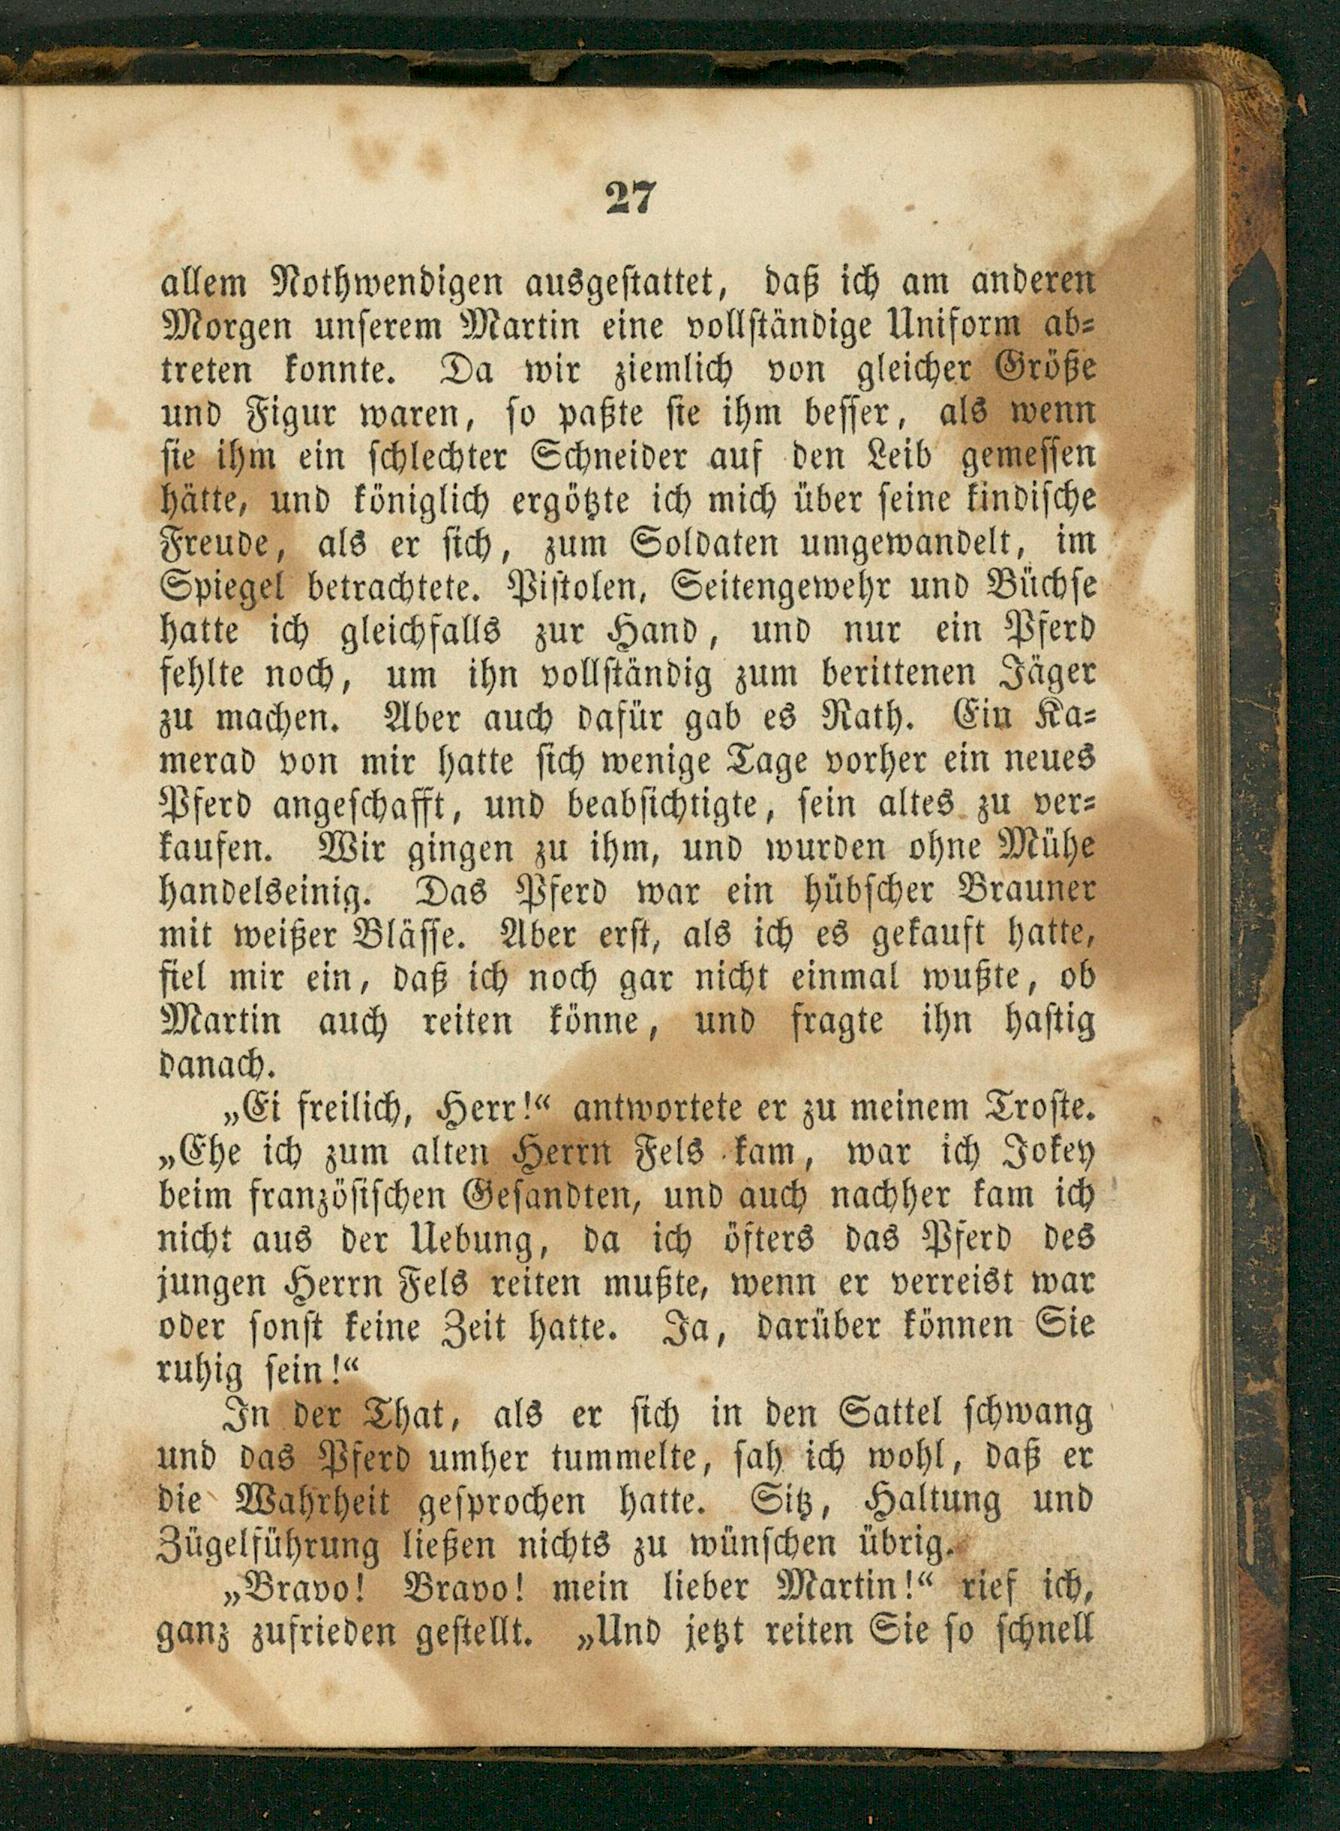 27
allem Nothwendigen ausgestattet, daß ich am anderen
Morgen unserem Martin eine vollständige Uniform ab-
treten konnte. Da wir ziemlich von gleicher Größe
und Figur waren, so paßte sie ihm besser, als wenn
sie ihm ein schlechter Schneider auf den Leib gemessen
hätte, und königlich ergötzte ich mich über seine kindische
Freude, als er sich, zum Soldaten umgewandelt, im
Spiegel betrachtete. Pistolen, Seitengewehr und Büchse
hatte ich gleichfalls zur Hand, und nur ein Pferd
fehlte noch, um ihn vollständig zum berittenen Jäger
zu machen. Aber auch dafür gab es Rath. Ein Ka-
merad von mir hatte sich wenige Tage vorher ein neues
Pferd angeschafft, und beabsichtigte, sein altes zu ver-
kaufen. Wir gingen zu ihm, und wurden ohne Mühe
handelseinig. Das Pferd war ein hübscher Brauner
mit weißer Blässe. Aber erst, als ich es gekauft hatte,
fiel mir ein, daß ich noch gar nicht einmal wußte, ob
Martin auch reiten könne, und fragte ihn hastig
danach.
„Ei freilich, Herr!“ antwortete er zu meinem Troste.
„Ehe ich zum alten Herrn Fels kam, war ich Jokey
beim französischen Gesandten, und auch nachher kam ich
nicht aus der Uebung, da ich öfters das Pferd des
jungen Herrn Fels reiten mußte, wenn er verreist war
oder sonst keine Zeit hatte. Ja, darüber können Sie
ruhig sein!“
In der That, als er sich in den Sattel schwang
und das Pferd umher tummelte, sah ich wohl, daß er
die Wahrheit gesprochen hatte. Sitz, Haltung und
Zügelführung ließen nichts zu wünschen übrig.
„Bravo! Bravo! mein lieber Martin!“ rief ich,
ganz zufrieden gestellt. „Und jetzt reiten Sie so schnell